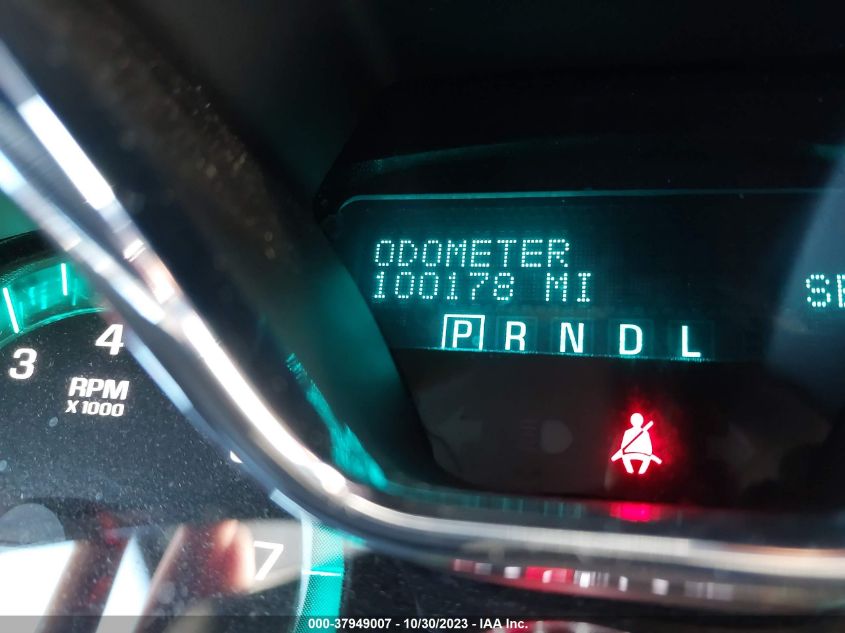 ODOMETER
100178 MI
P R N D L
3
4
RPM
X1000
7
000-37949007 - 10/30/2023 - IAA Inc.